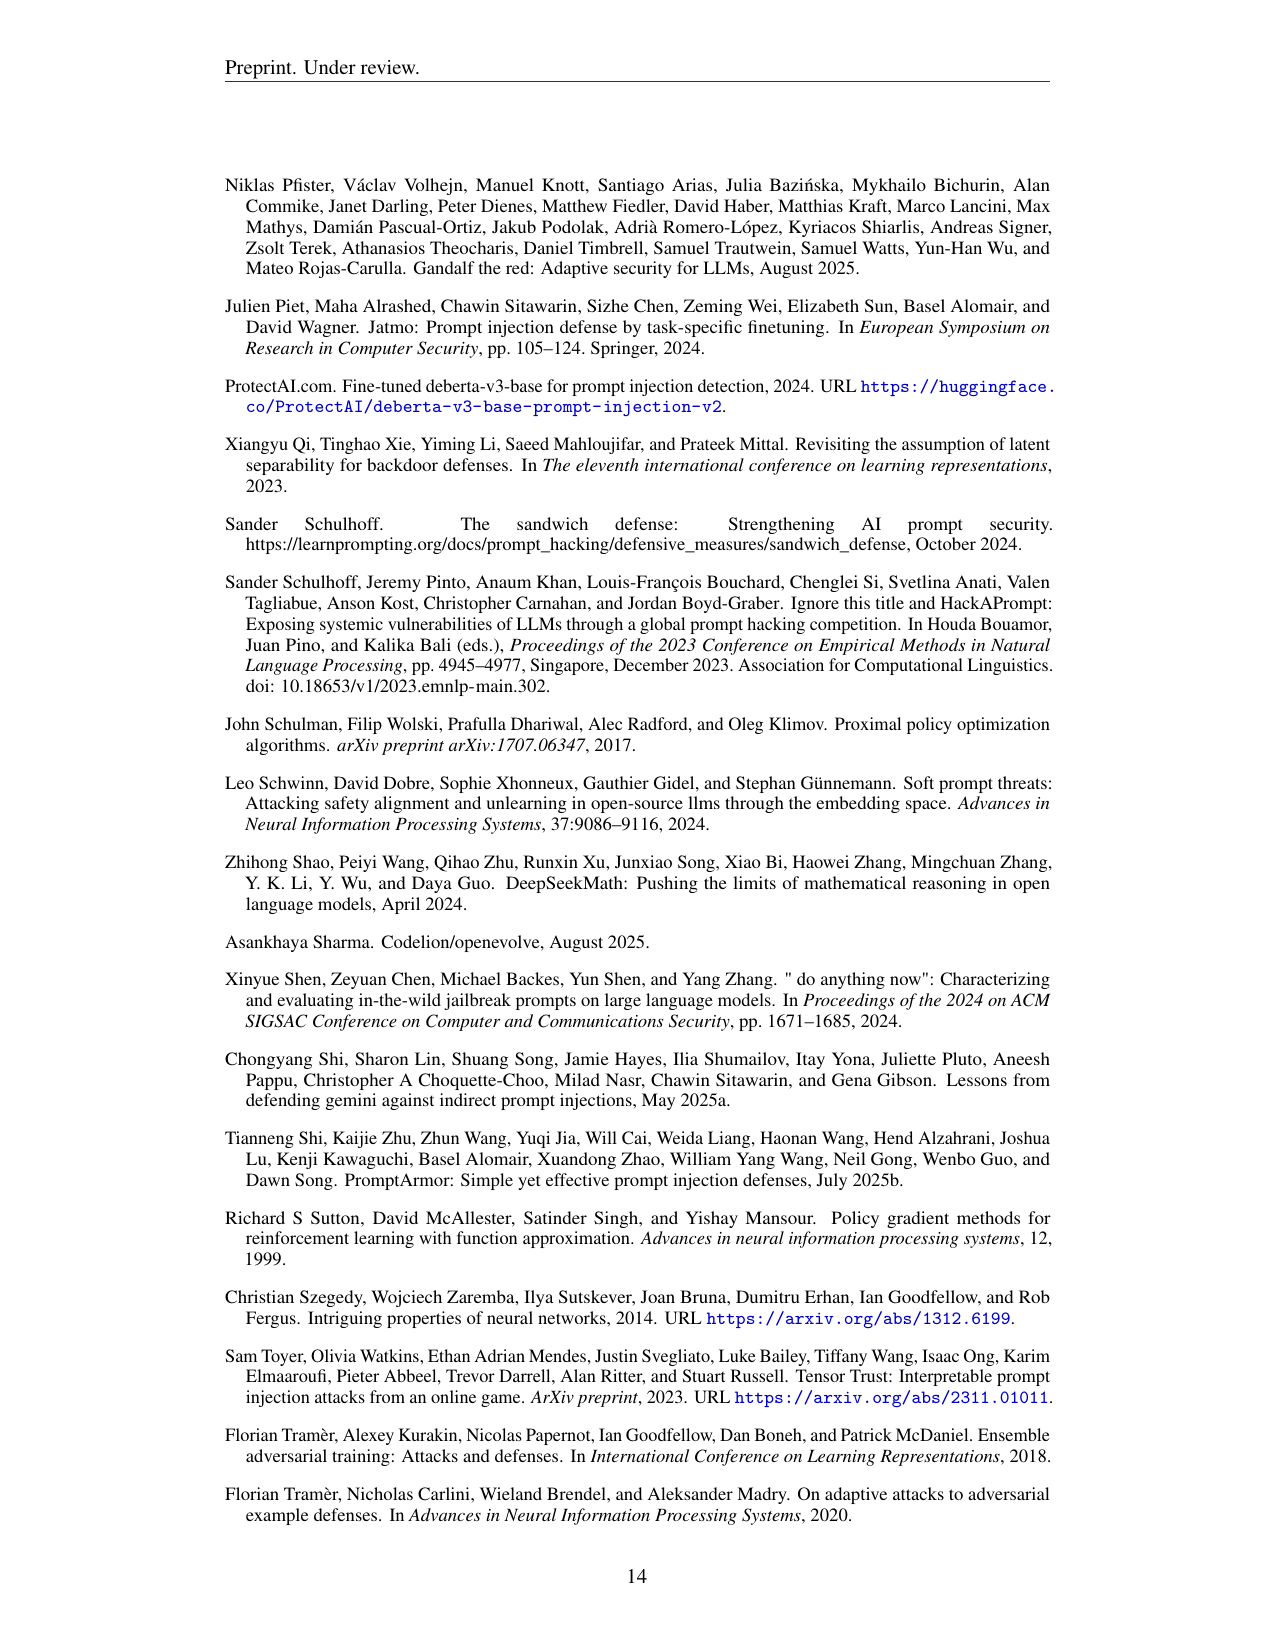 Preprint. Under review.
Niklas Pfister, Václav Volhejn, Manuel Knott, Santiago Arias, Julia Bazińska, Mykhailo Bichurin, Alan
Commike, Janet Darling, Peter Dienes, Matthew Fiedler, David Haber, Matthias Kraft, Marco Lancini, Max
Mathys, Damián Pascual-Ortiz, Jakub Podolak, Adrià Romero-López, Kyriacos Shiarlis, Andreas Signer,
Zsolt Terek, Athanasios Theocharis, Daniel Timbrell, Samuel Trautwein, Samuel Watts, Yun-Han Wu, and
Mateo Rojas-Carulla. Gandalf the red: Adaptive security for LLMs, August 2025.
Julien Piet, Maha Alrashed, Chawin Sitawarin, Sizhe Chen, Zeming Wei, Elizabeth Sun, Basel Alomair, and
David Wagner. Jatmo: Prompt injection defense by task-specific finetuning. In European Symposium on
Research in Computer Security, pp. 105–124. Springer, 2024.
ProtectAI.com. Fine-tuned deberta-v3-base for prompt injection detection, 2024. URL https://huggingface.
co/ProtectAI/deberta-v3-base-prompt-injection-v2.
Xiangyu Qi, Tinghao Xie, Yiming Li, Saeed Mahloujifar, and Prateek Mittal. Revisiting the assumption of latent
separability for backdoor defenses. In The eleventh international conference on learning representations,
2023.
Sander Schulhoff. The sandwich defense: Strengthening AI prompt security.
https://learnprompting.org/docs/prompt_hacking/defensive_measures/sandwich_defense, October 2024.
Sander Schulhoff, Jeremy Pinto, Anaum Khan, Louis-François Bouchard, Chenglei Si, Svetlina Anati, Valen
Tagliabue, Anson Kost, Christopher Carnahan, and Jordan Boyd-Graber. Ignore this title and HackAPrompt:
Exposing systemic vulnerabilities of LLMs through a global prompt hacking competition. In Houda Bouamor,
Juan Pino, and Kalika Bali (eds.), Proceedings of the 2023 Conference on Empirical Methods in Natural
Language Processing, pp. 4945–4977, Singapore, December 2023. Association for Computational Linguistics.
doi: 10.18653/v1/2023.emnlp-main.302.
John Schulman, Filip Wolski, Prafulla Dhariwal, Alec Radford, and Oleg Klimov. Proximal policy optimization
algorithms. arXiv preprint arXiv:1707.06347, 2017.
Leo Schwinn, David Dobre, Sophie Xhonneux, Gauthier Gidel, and Stephan Günnemann. Soft prompt threats:
Attacking safety alignment and unlearning in open-source llms through the embedding space. Advances in
Neural Information Processing Systems, 37:9086–9116, 2024.
Zhihong Shao, Peiyi Wang, Qihao Zhu, Runxin Xu, Junxiao Song, Xiao Bi, Haowei Zhang, Mingchuan Zhang,
Y. K. Li, Y. Wu, and Daya Guo. DeepSeekMath: Pushing the limits of mathematical reasoning in open
language models, April 2024.
Asankhaya Sharma. Codelion/openevolve, August 2025.
Xinyue Shen, Zeyuan Chen, Michael Backes, Yun Shen, and Yang Zhang. " do anything now": Characterizing
and evaluating in-the-wild jailbreak prompts on large language models. In Proceedings of the 2024 on ACM
SIGSAC Conference on Computer and Communications Security, pp. 1671–1685, 2024.
Chongyang Shi, Sharon Lin, Shuang Song, Jamie Hayes, Ilia Shumailov, Itay Yona, Juliette Pluto, Aneesh
Pappu, Christopher A Choquette-Choo, Milad Nasr, Chawin Sitawarin, and Gena Gibson. Lessons from
defending gemini against indirect prompt injections, May 2025a.
Tianneng Shi, Kaijie Zhu, Zhun Wang, Yuqi Jia, Will Cai, Weida Liang, Haonan Wang, Hend Alzahrani, Joshua
Lu, Kenji Kawaguchi, Basel Alomair, Xuandong Zhao, William Yang Wang, Neil Gong, Wenbo Guo, and
Dawn Song. PromptArmor: Simple yet effective prompt injection defenses, July 2025b.
Richard S Sutton, David McAllester, Satinder Singh, and Yishay Mansour. Policy gradient methods for
reinforcement learning with function approximation. Advances in neural information processing systems, 12,
1999.
Christian Szegedy, Wojciech Zaremba, Ilya Sutskever, Joan Bruna, Dumitru Erhan, Ian Goodfellow, and Rob
Fergus. Intriguing properties of neural networks, 2014. URL https://arxiv.org/abs/1312.6199.
Sam Toyer, Olivia Watkins, Ethan Adrian Mendes, Justin Svegliato, Luke Bailey, Tiffany Wang, Isaac Ong, Karim
Elmaaroufi, Pieter Abbeel, Trevor Darrell, Alan Ritter, and Stuart Russell. Tensor Trust: Interpretable prompt
injection attacks from an online game. ArXiv preprint, 2023. URL https://arxiv.org/abs/2311.01011.
Florian Tramèr, Alexey Kurakin, Nicolas Papernot, Ian Goodfellow, Dan Boneh, and Patrick McDaniel. Ensemble
adversarial training: Attacks and defenses. In International Conference on Learning Representations, 2018.
Florian Tramèr, Nicholas Carlini, Wieland Brendel, and Aleksander Madry. On adaptive attacks to adversarial
example defenses. In Advances in Neural Information Processing Systems, 2020.
14